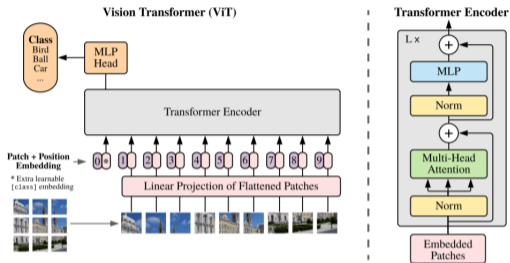 Vision Transformer (ViT)
Class
Bird
Ball
Car
...
MLP
Head
Transformer Encoder
Patch + Position
Embedding
* Extra learnable
[class] embedding
0 * 1 2 3 4 5 6 7 8 9
Linear Projection of Flattened Patches
Transformer Encoder
L ×
+
MLP
Norm
+
Multi-Head
Attention
Norm
Embedded
Patches